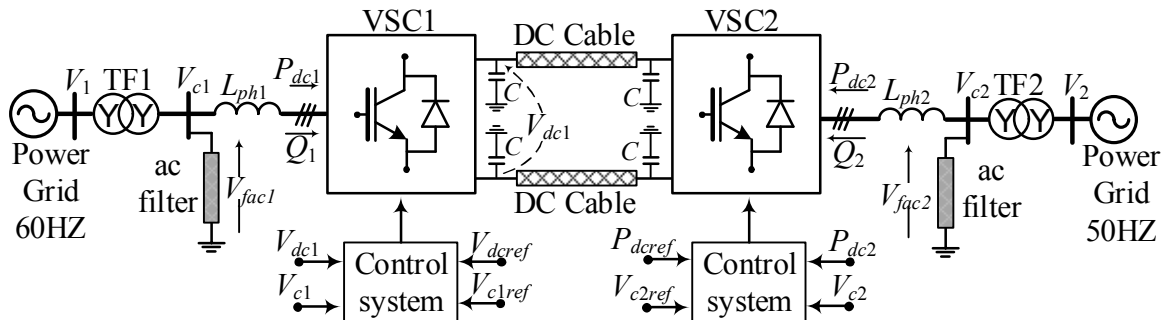 VSC1
DC Cable
VSC2
V1
TF1
Vc1
Lph1
Pdc1
C
C
Pdc2
Lph2
Vc2
TF2
V2
Y Y
Y Y
Q1
C
Vdc1
C
Q2
Power
Grid
60HZ
ac
filter
Vfac1
DC Cable
Vfac2
ac
filter
Power
Grid
50HZ
Vdc1
Vdcref
Pdcref
Pdc2
Control
system
Control
system
Vc1
Vc1ref
Vc2ref
Vc2